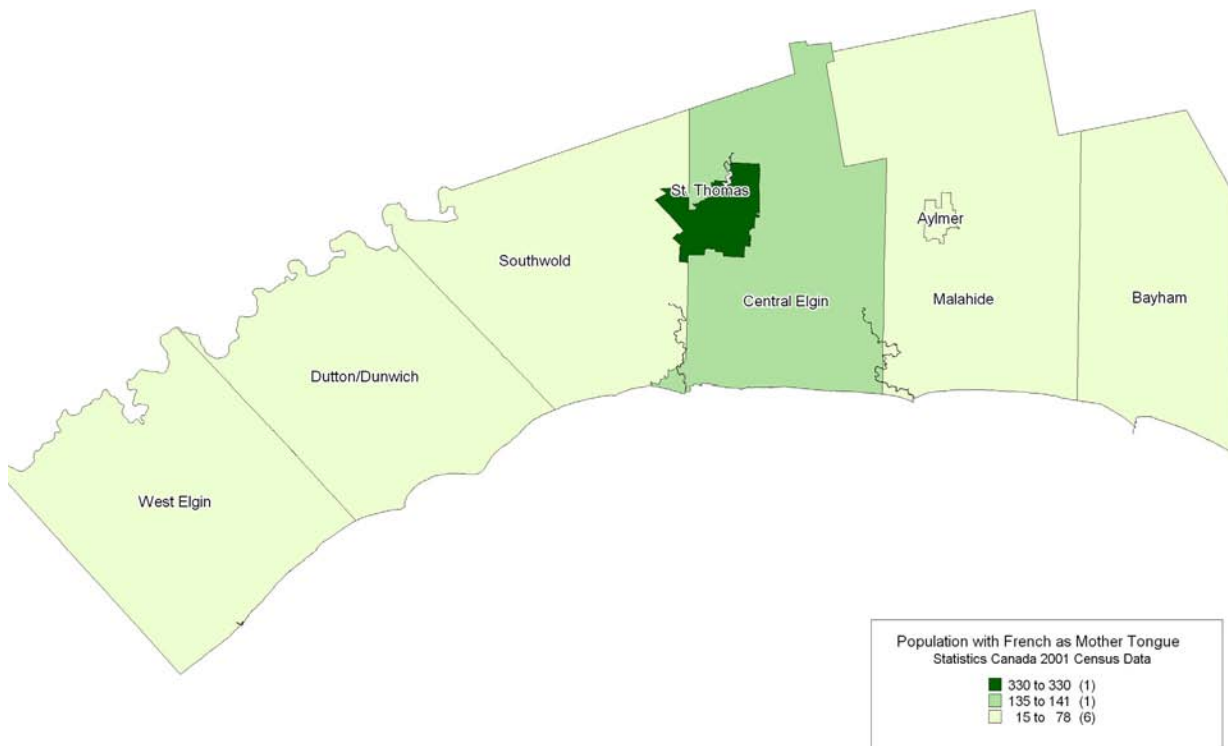 St. Thomas
Aylmer
Southwold
Central Elgin
Malahide
Bayham
Dutton/Dunwich
West Elgin
Population with French as Mother Tongue
Statistics Canada 2001 Census Data
330 to 330 (1)
135 to 141 (1)
15 to 78 (6)